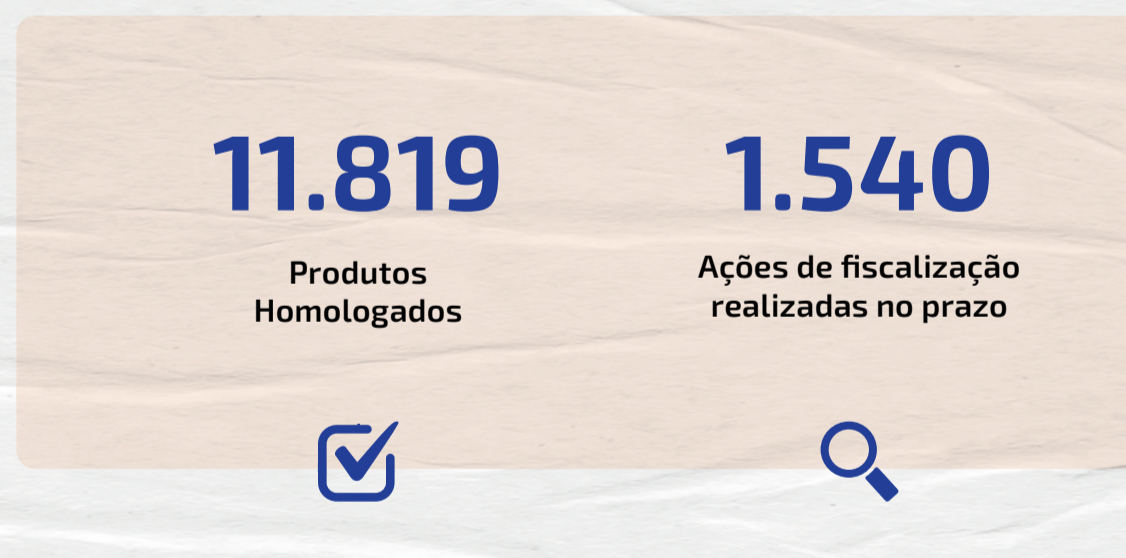 11.819
Produtos
Homologados
1.540
Ações de fiscalização
realizadas no prazo